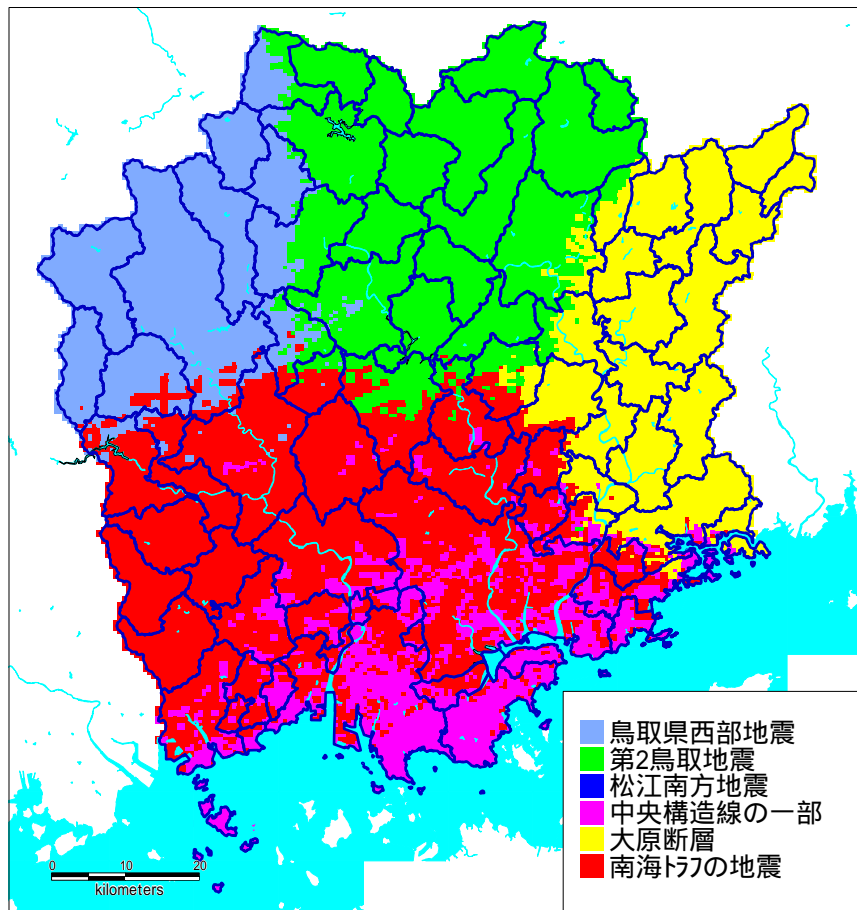 鳥取県西部地震
第2鳥取地震
松江南方地震
中央構造線の一部
大原断層
南海ﾄﾗﾌの地震
0 10 20
kilometers